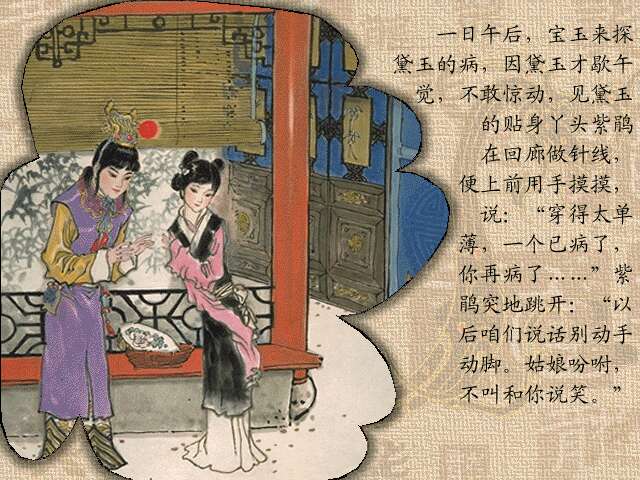 一日午后，宝玉来探
黛玉的病，因黛玉才歇午
觉，不敢惊动，见黛玉
的贴身丫头紫鹃
在回廊做针线，
便上前用手摸摸，
说：“穿得太单
薄，一个已病了，
你再病了……”紫
鹃突地跳开：“以
后咱们说话别动手
动脚。姑娘吩咐，
不叫和你说笑。”